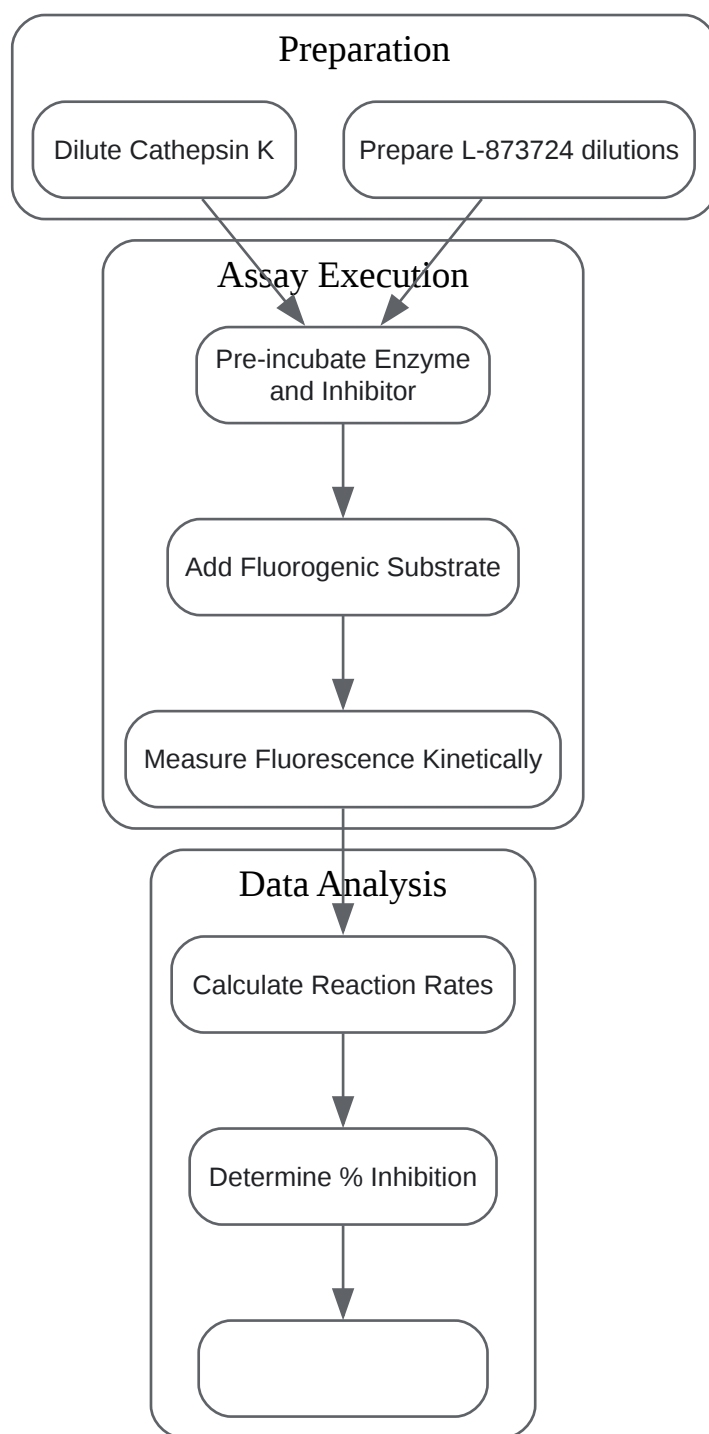 Preparation
Dilute Cathepsin K
Prepare L-873724 dilutions
Assay Execution
Pre-incubate Enzyme
and Inhibitor
Add Fluorogenic Substrate
Measure Fluorescence Kinetically
Data Analysis
Calculate Reaction Rates
Determine % Inhibition